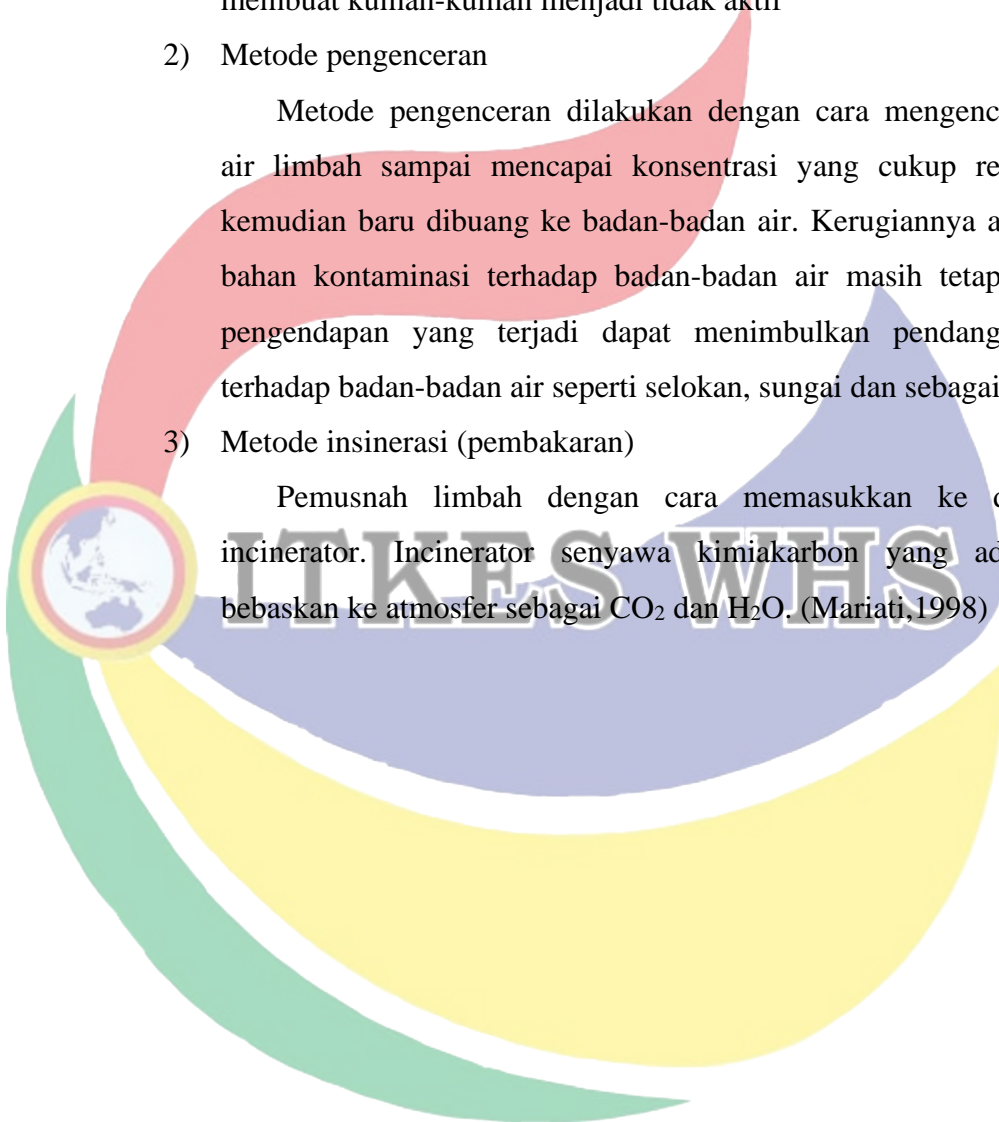 membuat kuman-kuman menjadi tidak aktif
2) Metode pengenceran
Metode pengenceran dilakukan dengan cara mengenc
air limbah sampai mencapai konsentrasi yang cukup re
kemudian baru dibuang ke badan-badan air. Kerugiannya a
bahan kontaminasi terhadap badan-badan air masih tetap
pengendapan yang terjadi dapat menimbulkan pendang
terhadap badan-badan air seperti selokan, sungai dan sebagai
3) Metode insinerasi (pembakaran)
Pemusnah limbah dengan cara memasukkan ke d
incinerator. Incinerator senyawa kimiakarbon yang ad
bebaskan ke atmosfer sebagai CO₂ dan H₂O. (Mariati,1998)
ITKES WHS